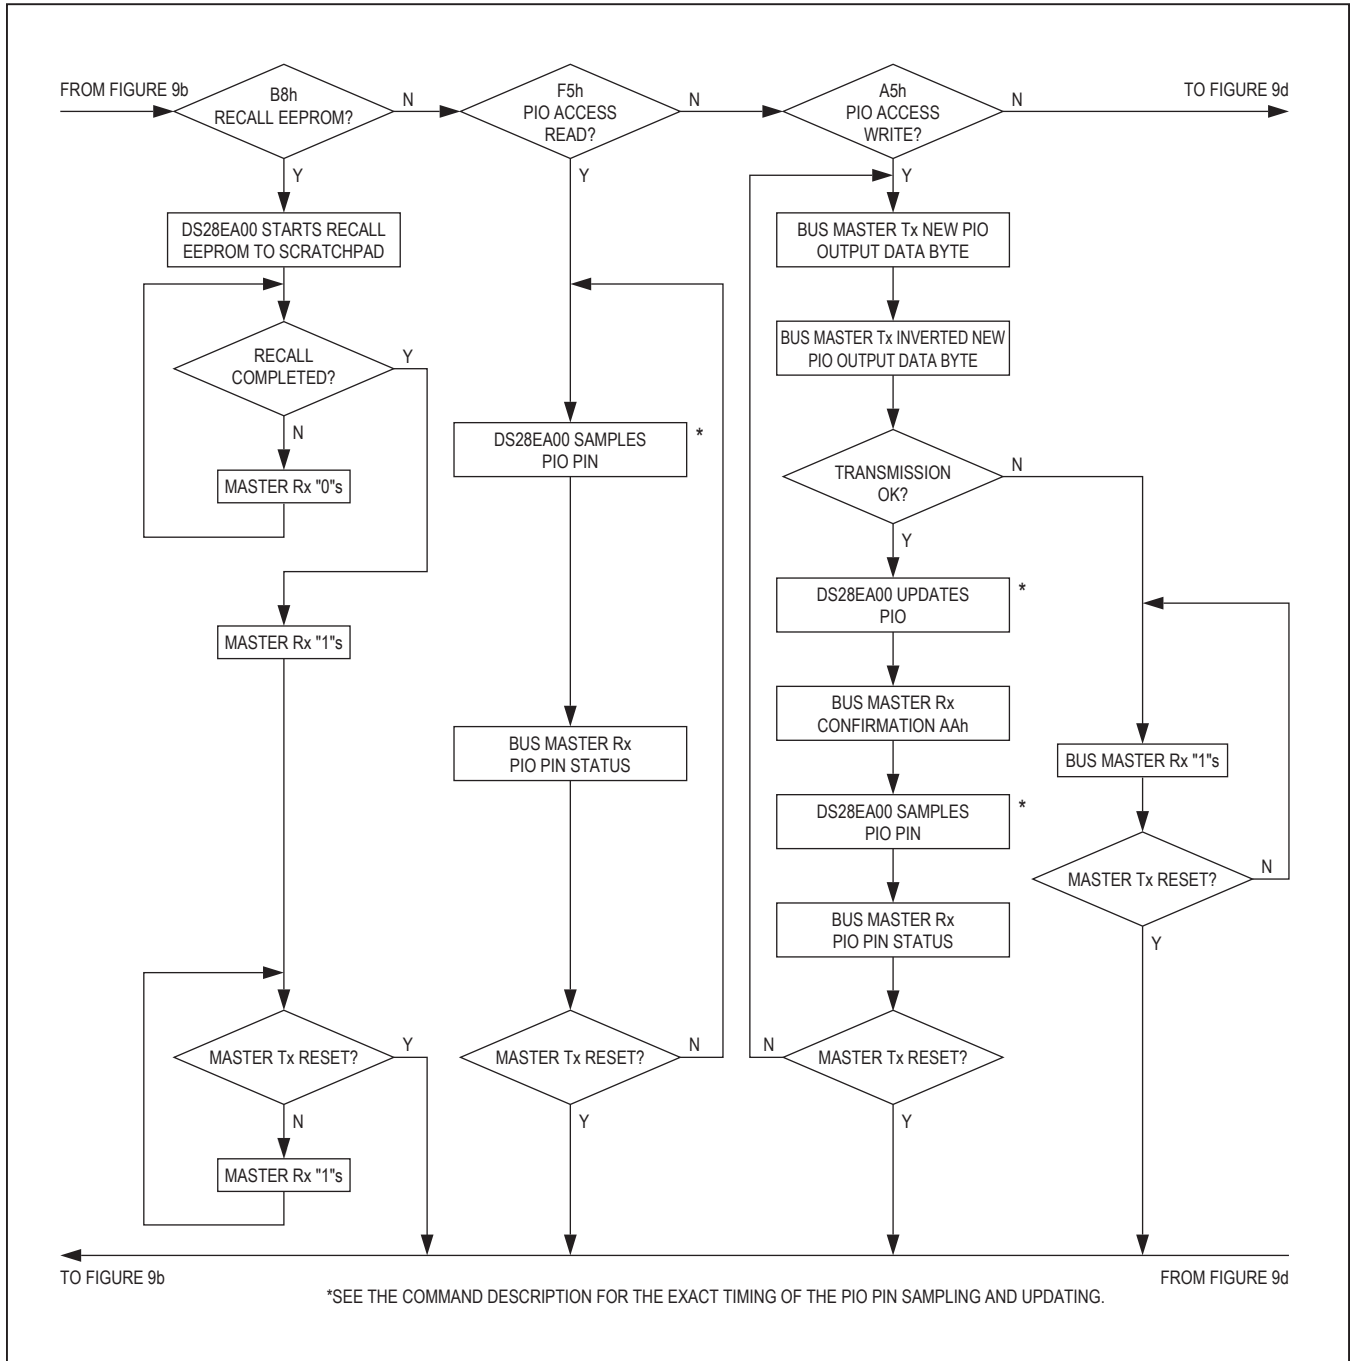 FROM FIGURE 9b
B8h
RECALL EEPROM?
N
Y
F5h
PIO ACCESS
READ?
N
Y
A5h
PIO ACCESS
WRITE?
N
Y
TO FIGURE 9d
DS28EA00 STARTS RECALL
EEPROM TO SCRATCHPAD
RECALL
COMPLETED?
Y
N
MASTER Rx "0"s
MASTER Rx "1"s
MASTER Tx RESET?
Y
N
MASTER Rx "1"s
DS28EA00 SAMPLES
PIO PIN
*
BUS MASTER Rx
PIO PIN STATUS
MASTER Tx RESET?
N
Y
BUS MASTER Tx NEW PIO
OUTPUT DATA BYTE
BUS MASTER Tx INVERTED NEW
PIO OUTPUT DATA BYTE
TRANSMISSION
OK?
N
Y
DS28EA00 UPDATES
PIO
*
BUS MASTER Rx
CONFIRMATION AAh
DS28EA00 SAMPLES
PIO PIN
*
BUS MASTER Rx
PIO PIN STATUS
N
MASTER Tx RESET?
Y
BUS MASTER Rx "1"s
MASTER Tx RESET?
N
Y
TO FIGURE 9b
FROM FIGURE 9d
*SEE THE COMMAND DESCRIPTION FOR THE EXACT TIMING OF THE PIO PIN SAMPLING AND UPDATING.